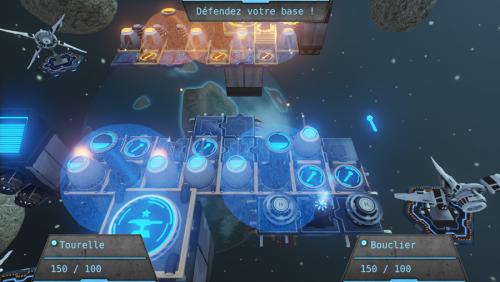 Défendez votre base !
Tourelle
Bouclier
150 / 100
150 / 100